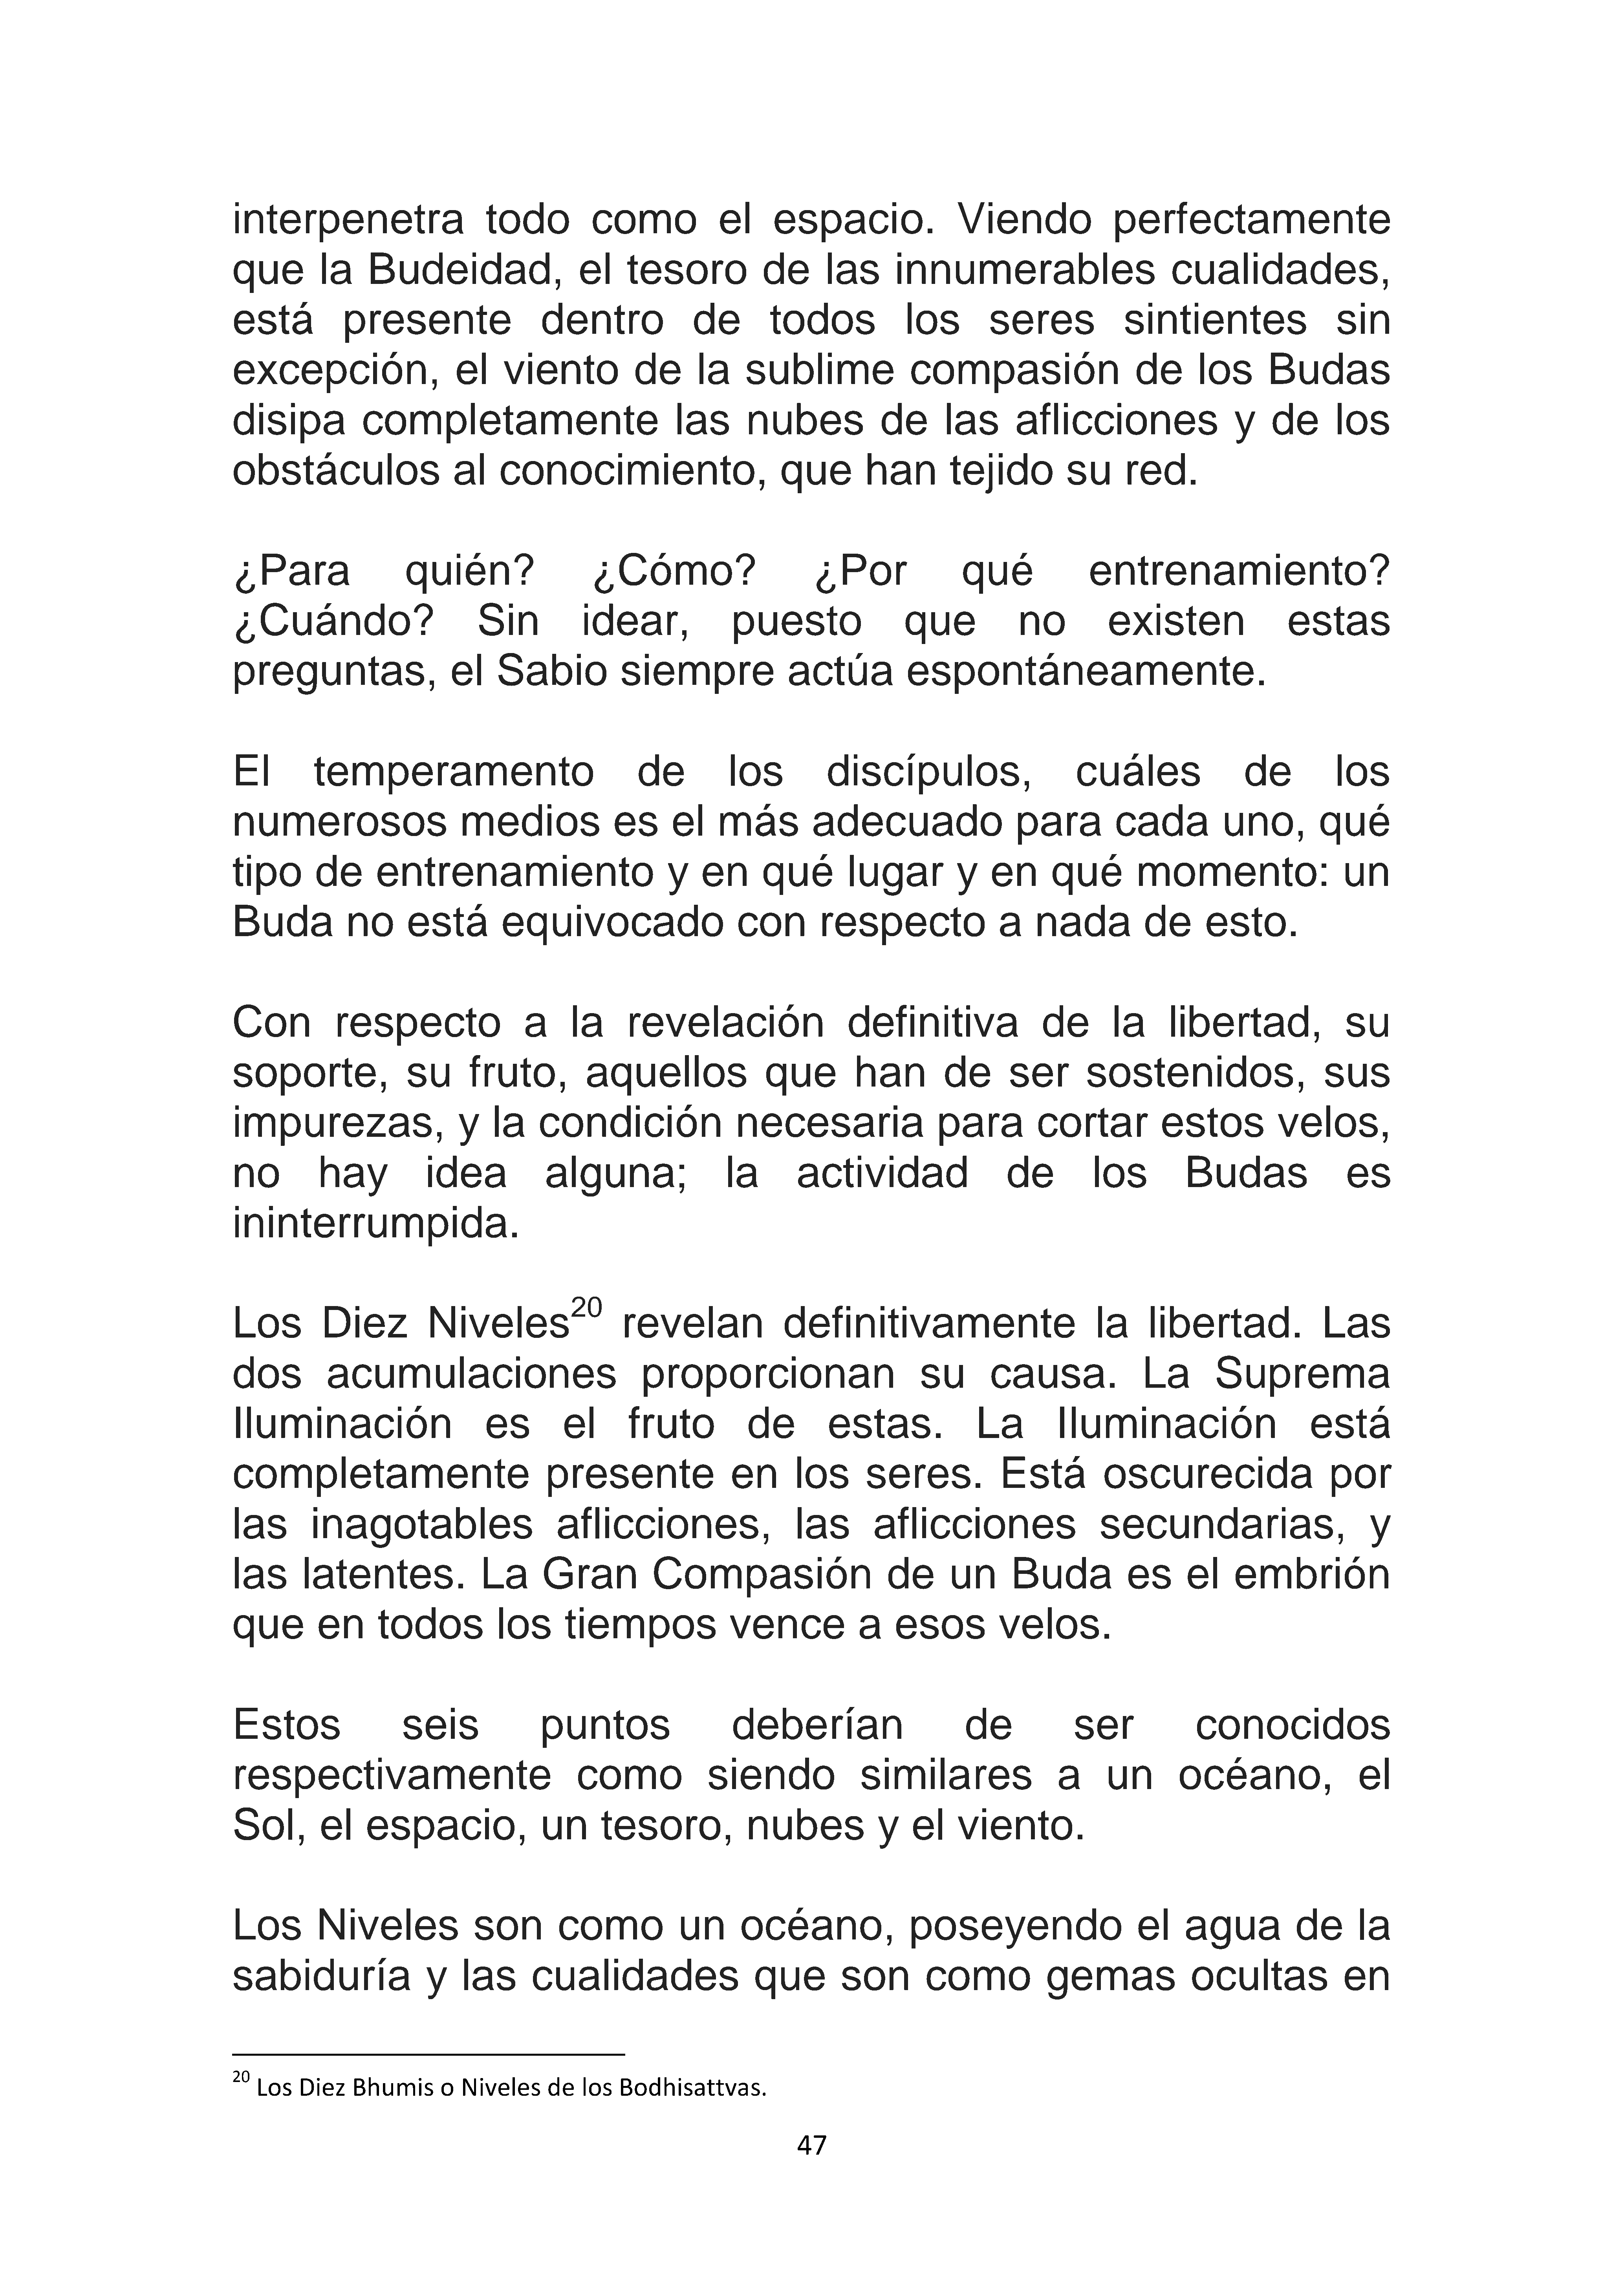 interpenetra todo como el espacio. Viendo perfectamente
que la Budeidad, el tesoro de las innumerables cualidades,
está presente dentro de todos los seres sintientes sin
excepción, el viento de la sublime compasión de los Budas
disipa completamente las nubes de las aflicciones y de los
obstáculos al conocimiento, que han tejido su red.
¿Para quién? ¿Cómo? ¿Por qué entrenamiento?
¿Cuándo? Sin idear, puesto que no existen estas
preguntas, el Sabio siempre actúa espontáneamente.
El temperamento de los discípulos, cuáles de los
numerosos medios es el más adecuado para cada uno, qué
tipo de entrenamiento y en qué lugar y en qué momento: un
Buda no está equivocado con respecto a nada de esto.
Con respecto a la revelación definitiva de la libertad, su
soporte, su fruto, aquellos que han de ser sostenidos, sus
impurezas, y la condición necesaria para cortar estos velos,
no hay idea alguna; la actividad de los Budas es
ininterrumpida.
Los Diez Niveles20 revelan definitivamente la libertad. Las
dos acumulaciones proporcionan su causa. La Suprema
Iluminación es el fruto de estas. La Iluminación está
completamente presente en los seres. Está oscurecida por
las inagotables aflicciones, las aflicciones secundarias, y
las latentes. La Gran Compasión de un Buda es el embrión
que en todos los tiempos vence a esos velos.
Estos seis puntos deberían de ser conocidos
respectivamente como siendo similares a un océano, el
Sol, el espacio, un tesoro, nubes y el viento.
Los Niveles son como un océano, poseyendo el agua de la
sabiduría y las cualidades que son como gemas ocultas en
20 Los Diez Bhumis o Niveles de los Bodhisattvas.
47